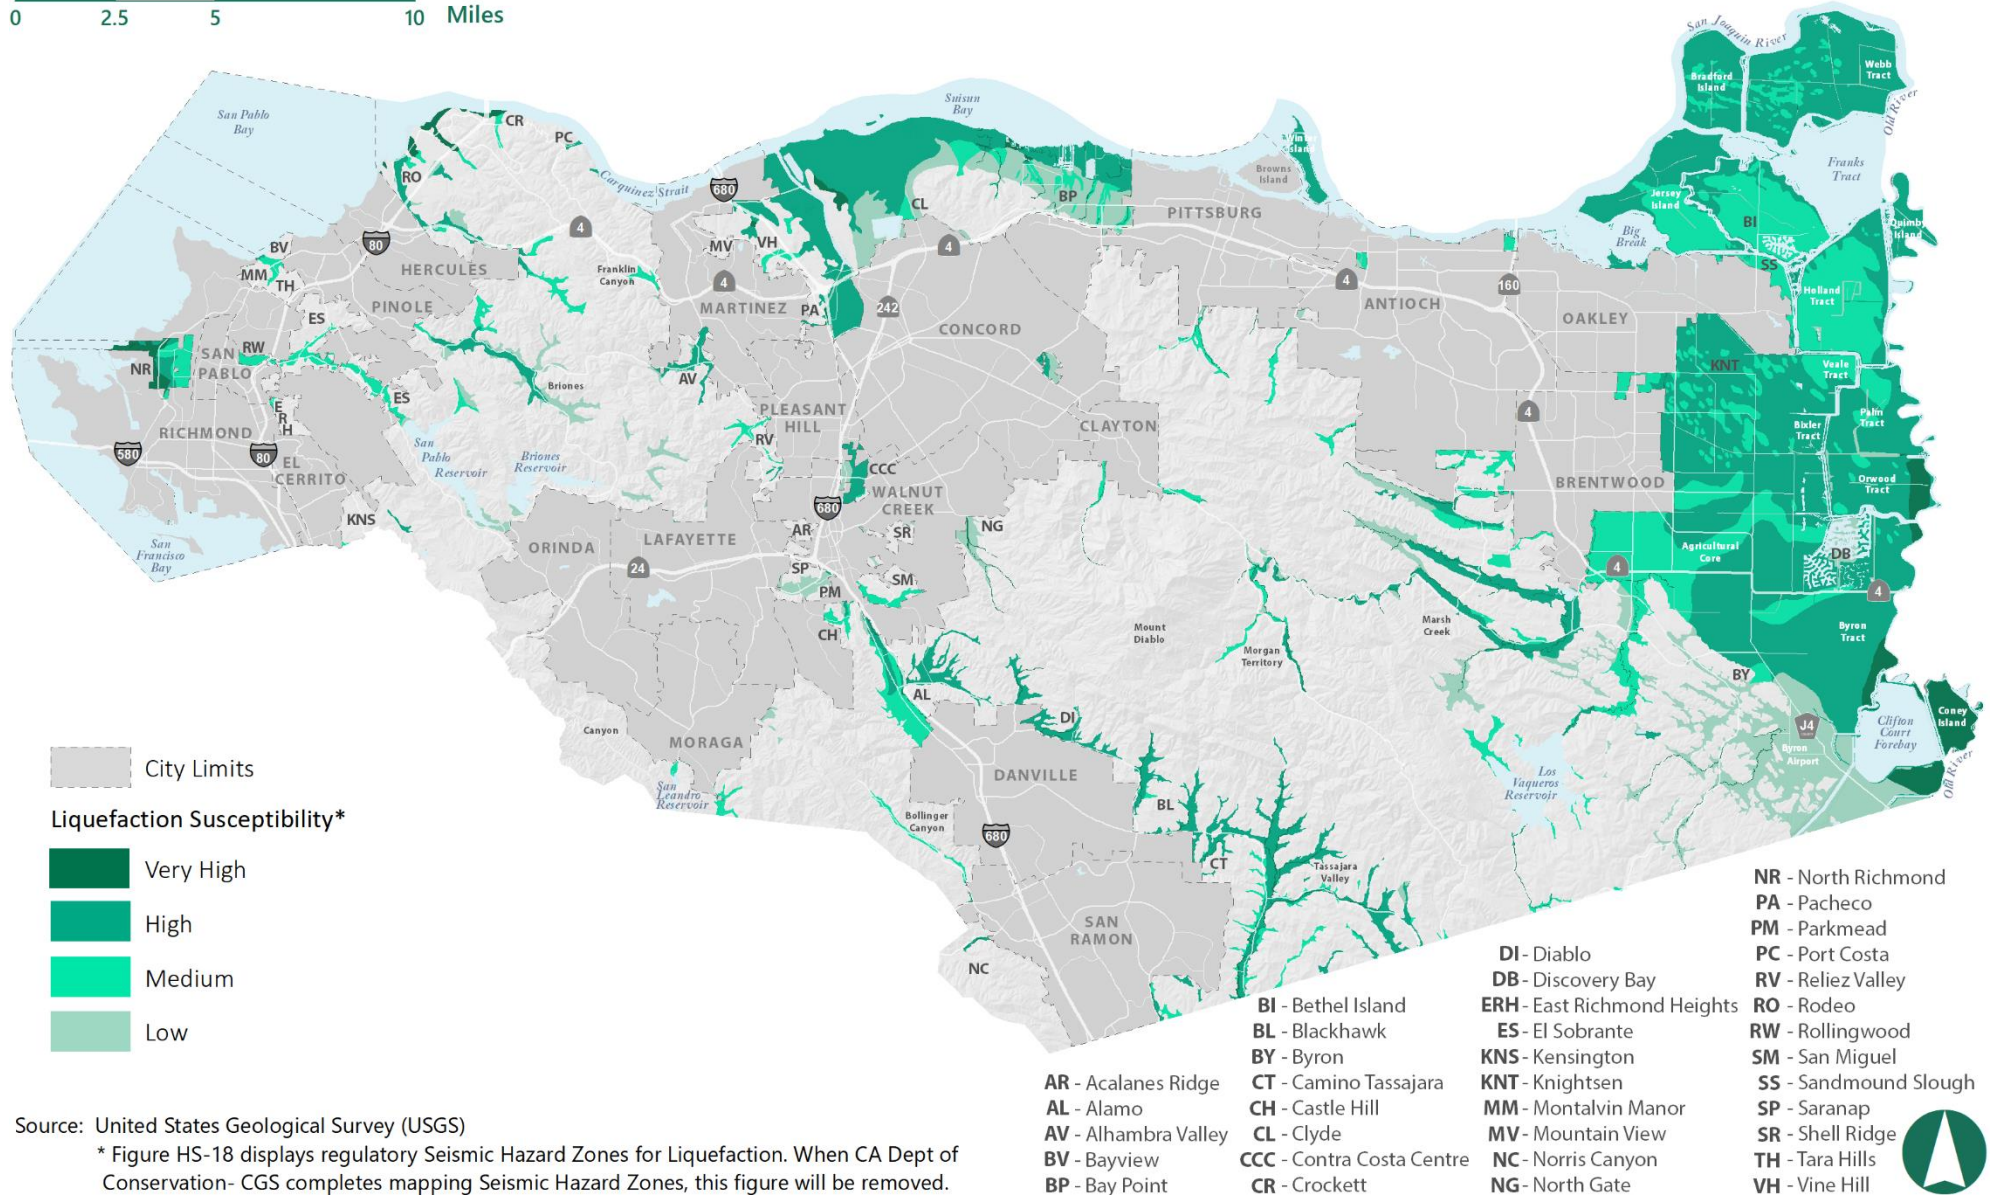 0 2.5 5 10 Miles
San Joaquin River
Bradford
Island
Webb
Tract
Old River
Franks
Tract
San Pablo
Bay
Suisun
Bay
Winter
Island
Browns
Island
CR
PC
RO
Carquinez Strait
680
CL
BP
PITTSBURG
Jersey
Island
BI
Quimby
Island
Big
Break
SS
BV
80
4
MV
VH
4
MM
TH
HERCULES
Franklin
Canyon
4
4
160
Holland
Tract
PINOLE
MARTINEZ
PA
242
ANTIOCH
OAKLEY
ES
CONCORD
SAN
PABLO
RW
NR
AV
Briones
KNT
Veale
Tract
ES
E
R
H
RICHMOND
PLEASANT
HILL
RV
CLAYTON
4
Palm
Tract
Bixler
Tract
580
80
EL
CERRITO
San
Pablo
Reservoir
Briones
Reservoir
CCC
WALNUT
CREEK
680
BRENTWOOD
Orwood
Tract
KNS
AR
SR
NG
San
Francisco
Bay
ORINDA
LAFAYETTE
24
SP
SM
PM
Agricultural
Core
DB
4
4
CH
Mount
Diablo
Marsh
Creek
Morgan
Territory
Byron
Tract
BY
AL
DI
Canyon
MORAGA
J4
Clifton
Court
Forebay
Coney
Island
Byron
Airport
Old River
San
Leandro
Reservoir
DANVILLE
BL
Los
Vaqueros
Reservoir
Bollinger
Canyon
680
CT
Tassajara
Valley
SAN
RAMON
NC
City Limits
Liquefaction Susceptibility*
Very High
High
Medium
Low
AR - Acalanes Ridge
AL - Alamo
AV - Alhambra Valley
BV - Bayview
BP - Bay Point
BI - Bethel Island
BL - Blackhawk
BY - Byron
CT - Camino Tassajara
CH - Castle Hill
CL - Clyde
CCC - Contra Costa Centre
CR - Crockett
DI - Diablo
DB - Discovery Bay
ERH - East Richmond Heights
ES - El Sobrante
KNS - Kensington
KNT - Knightsen
MM - Montalvin Manor
MV - Mountain View
NC - Norris Canyon
NG - North Gate
NR - North Richmond
PA - Pacheco
PM - Parkmead
PC - Port Costa
RV - Reliez Valley
RO - Rodeo
RW - Rollingwood
SM - San Miguel
SS - Sandmound Slough
SP - Saranap
SR - Shell Ridge
TH - Tara Hills
VH - Vine Hill
Source: United States Geological Survey (USGS)
* Figure HS-18 displays regulatory Seismic Hazard Zones for Liquefaction. When CA Dept of
Conservation- CGS completes mapping Seismic Hazard Zones, this figure will be removed.